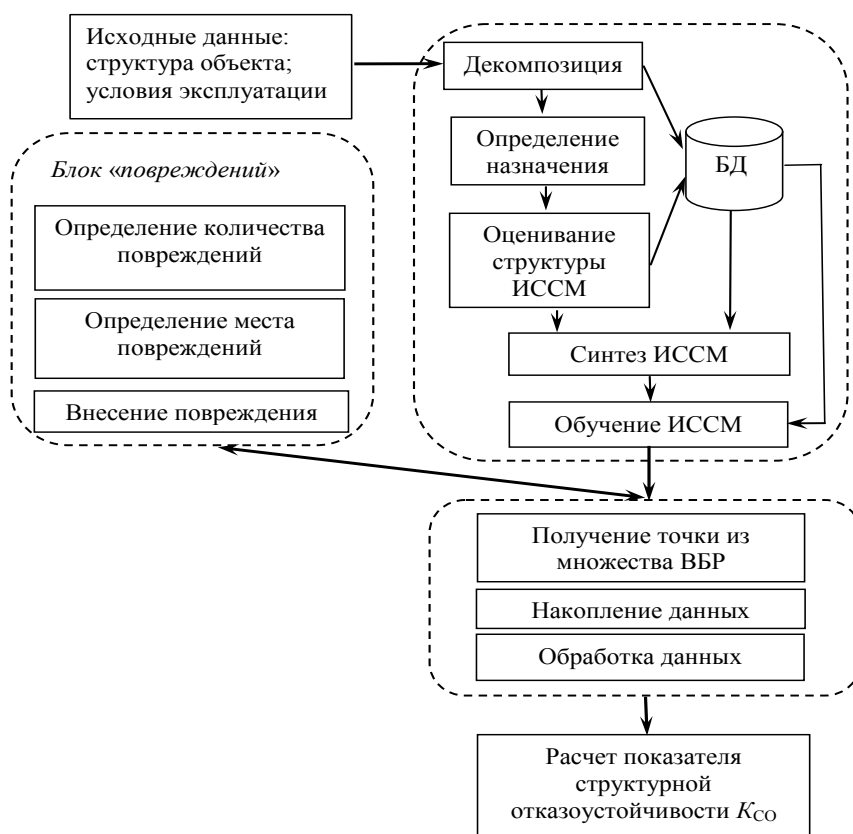 Исходные данные:
структура объекта;
условия эксплуатации
Декомпозиция
Определение
назначения
БД
Оценивание
структуры
ИССМ
Синтез ИССМ
Обучение ИССМ
Блок «повреждений»
Определение количества
повреждений
Определение места
повреждений
Внесение повреждения
Получение точки из
множества ВБР
Накопление данных
Обработка данных
Расчет показателя
структурной
отказоустойчивости KСО